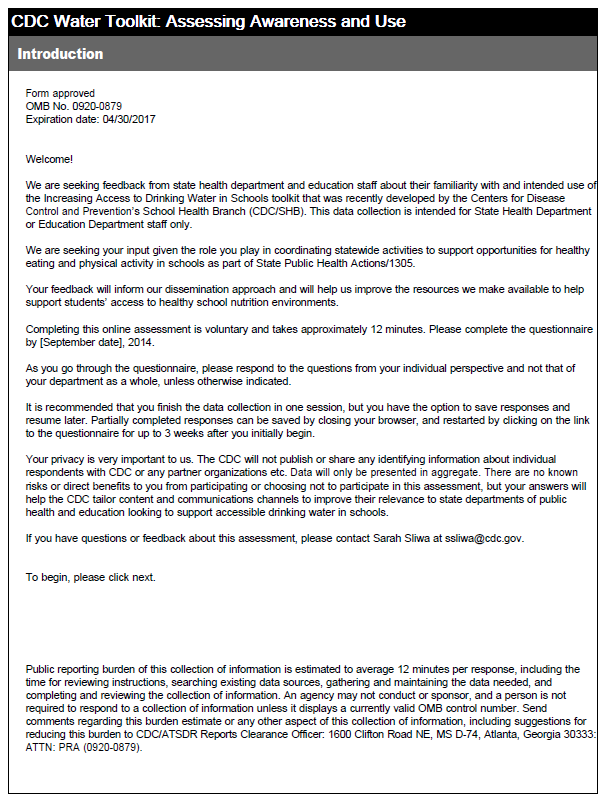 CDC Water Toolkit: Assessing Awareness and Use
Introduction
Form approved
OMB No. 0920-0879
Expiration date: 04/30/2017
Welcome!
We are seeking feedback from state health department and education staff about their familiarity with and intended use of
the Increasing Access to Drinking Water in Schools toolkit that was recently developed by the Centers for Disease
Control and Prevention's School Health Branch (CDC/SHB). This data collection is intended for State Health Department
or Education Department staff only.
We are seeking your input given the role you play in coordinating statewide activities to support opportunities for healthy
eating and physical activity in schools as part of State Public Health Actions/1305.
Your feedback will inform our dissemination approach and will help us improve the resources we make available to help
support students' access to healthy school nutrition environments.
Completing this online assessment is voluntary and takes approximately 12 minutes. Please complete the questionnaire
by [September date], 2014.
As you go through the questionnaire, please respond to the questions from your individual perspective and not that of
your department as a whole, unless otherwise indicated.
It is recommended that you finish the data collection in one session, but you have the option to save responses and
resume later. Partially completed responses can be saved by closing your browser, and restarted by clicking on the link
to the questionnaire for up to 3 weeks after you initially begin.
Your privacy is very important to us. The CDC will not publish or share any identifying information about individual
respondents with CDC or any partner organizations etc. Data will only be presented in aggregate. There are no known
risks or direct benefits to you from participating or choosing not to participate in this assessment, but your answers will
help the CDC tailor content and communications channels to improve their relevance to state departments of public
health and education looking to support accessible drinking water in schools.
If you have questions or feedback about this assessment, please contact Sarah Sliwa at ssliwa@cdc.gov.
To begin, please click next.
Public reporting burden of this collection of information is estimated to average 12 minutes per response, including the
time for reviewing instructions, searching existing data sources, gathering and maintaining the data needed, and
completing and reviewing the collection of information. An agency may not conduct or sponsor, and a person is not
required to respond to a collection of information unless it displays a currently valid OMB control number. Send
comments regarding this burden estimate or any other aspect of this collection of information, including suggestions for
reducing this burden to CDC/ATSDR Reports Clearance Officer: 1600 Clifton Road NE, MS D-74, Atlanta, Georgia 30333:
ATTN: PRA (0920-0879).